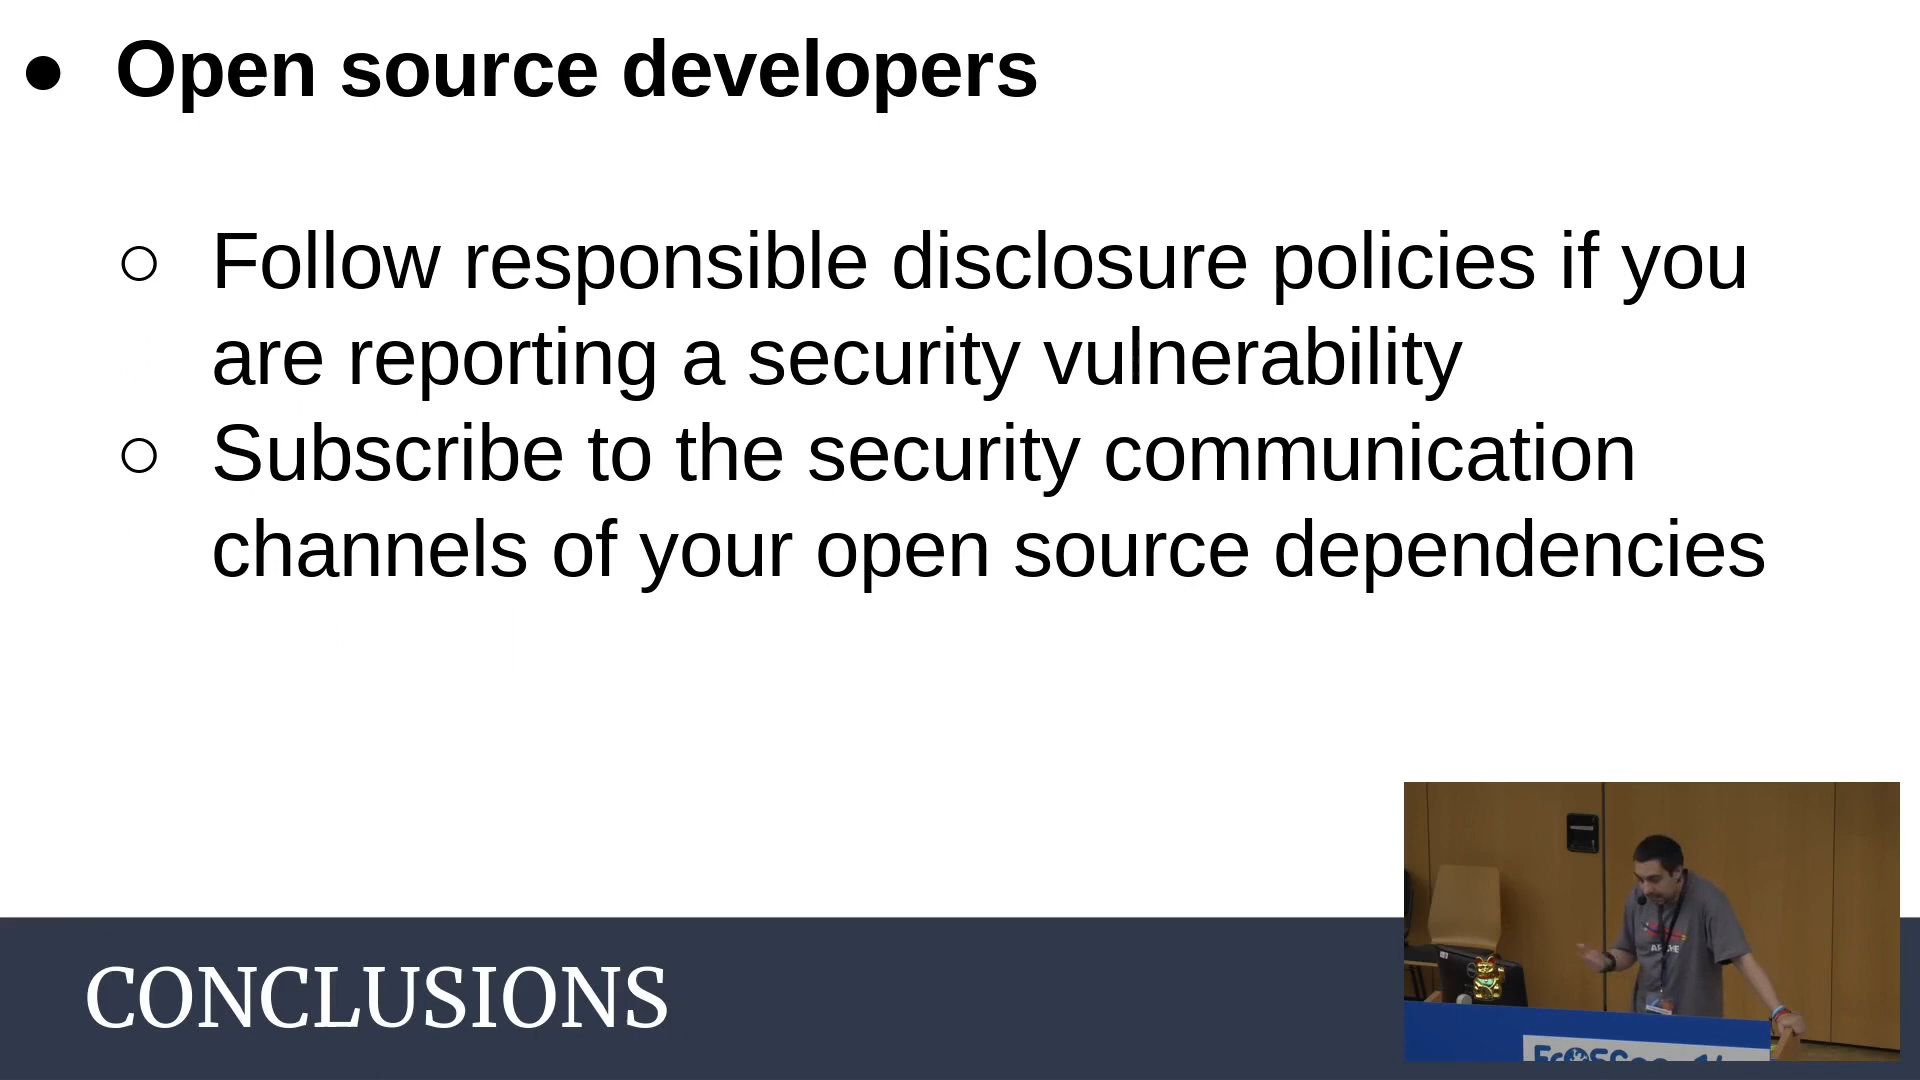 ● Open source developers
○ Follow responsible disclosure policies if you
are reporting a security vulnerability
○ Subscribe to the security communication
channels of your open source dependencies
CONCLUSIONS